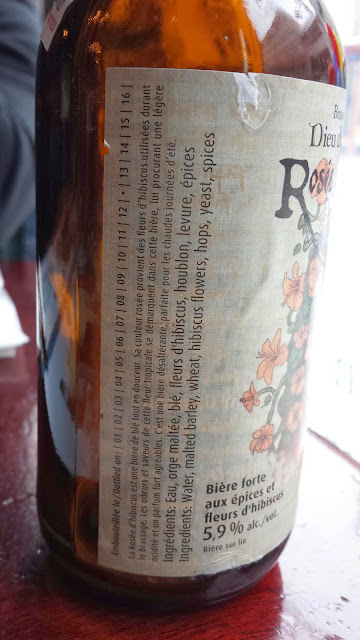 Embouteillée le / Bottled on : | 01 | 02 | 03 | 04 | 05 | 06 | 07 | 08 | 09 | 10 | 11 | 12 | • | 13 | 14 | 15 | 16 |
La Rosée d'hibiscus est une bière de blé tout en douceur. Sa couleur rosée provient des fleurs d'hibiscus utilisées durant
le brassage. Les odeurs et saveurs de cette fleur tropicale se démarquent dans cette bière, lui procurant une légère
acidité et un parfum fort agréables. C'est une bière désaltérante, parfaite pour les chaudes journées d'été.
Ingrédients: Eau, orge maltée, blé, fleurs d'hibiscus, houblon, levure, épices
Ingredients: Water, malted barley, wheat, hibiscus flowers, hops, yeast, spices
Dieu d
Rosée
Bière forte
aux épices et
fleurs d'hibiscus
5,9 % alc./vol.
Bière sur lie